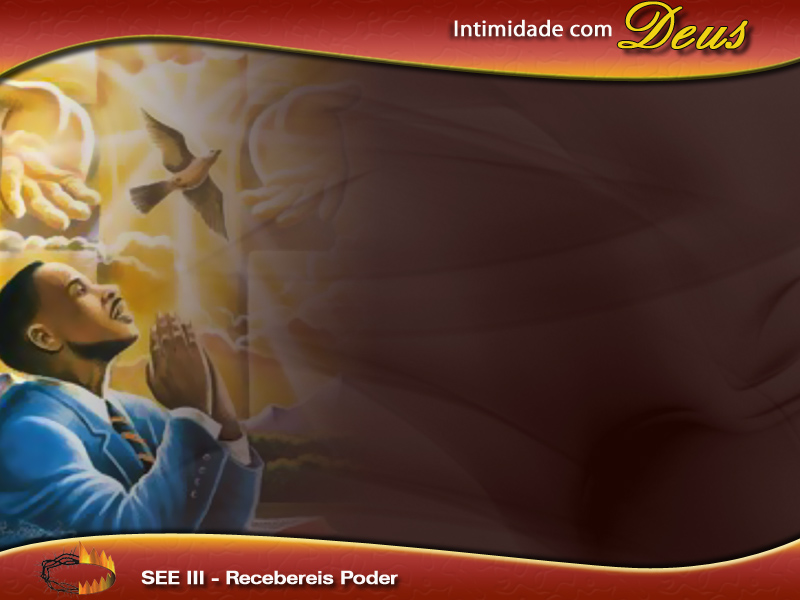 Intimidade com Deus
SEE III - Recebereis Poder